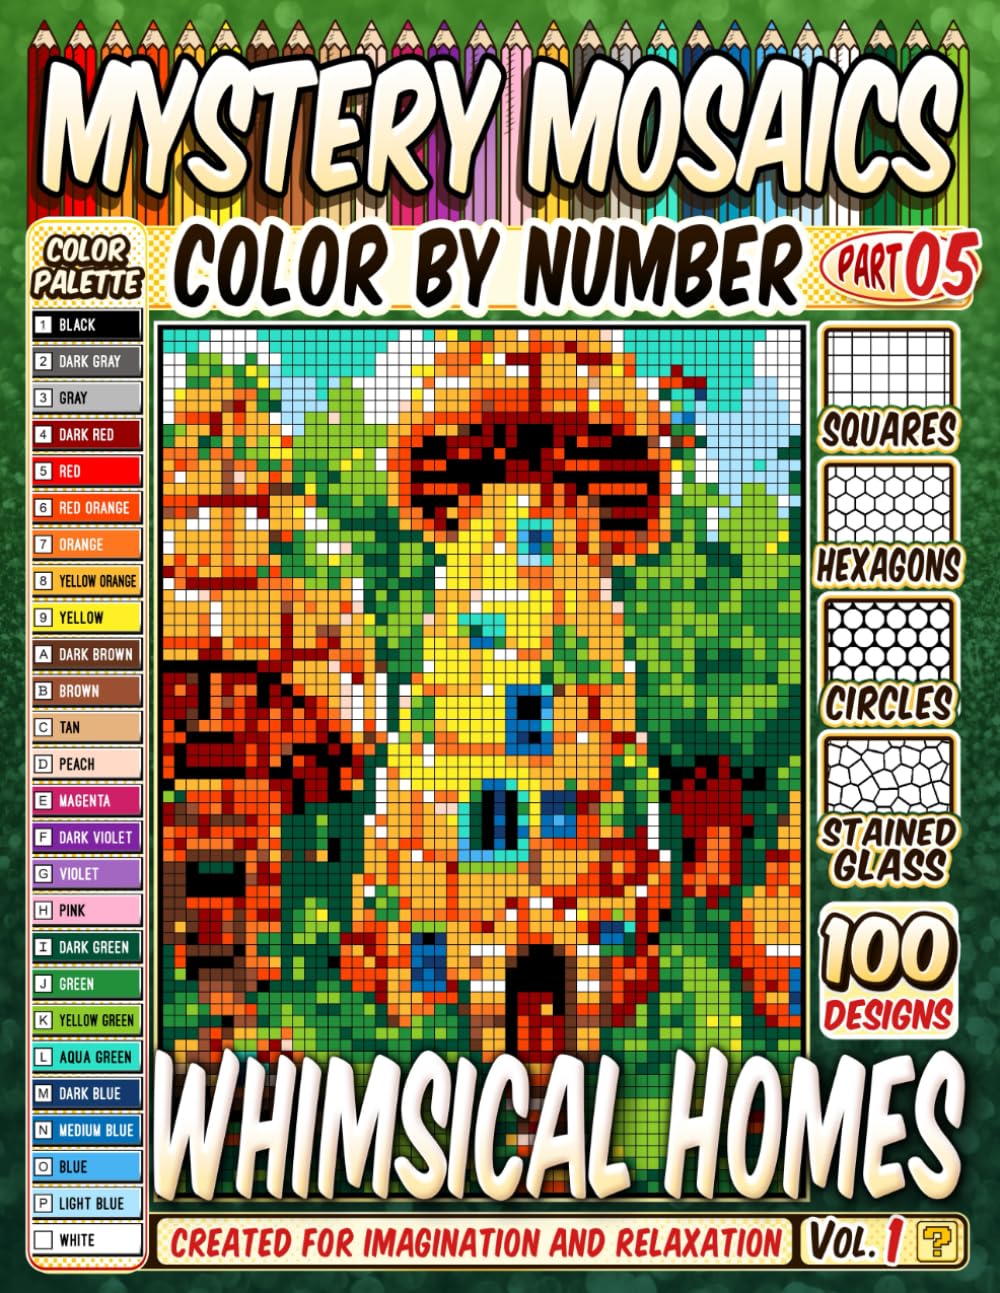 MYSTERY MOSAICS
COLOR BY NUMBER
PART 05
COLOR
PALETTE
1 BLACK
2 DARK GRAY
3 GRAY
4 DARK RED
5 RED
6 RED ORANGE
7 ORANGE
8 YELLOW ORANGE
9 YELLOW
A DARK BROWN
B BROWN
C TAN
D PEACH
E MAGENTA
F DARK VIOLET
G VIOLET
H PINK
I DARK GREEN
J GREEN
K YELLOW GREEN
L AQUA GREEN
M DARK BLUE
N MEDIUM BLUE
O BLUE
P LIGHT BLUE
WHITE
SQUARES
HEXAGONS
CIRCLES
STAINED
GLASS
100
DESIGNS
WHIMSICAL HOMES
CREATED FOR IMAGINATION AND RELAXATION
VOL. 1 ?